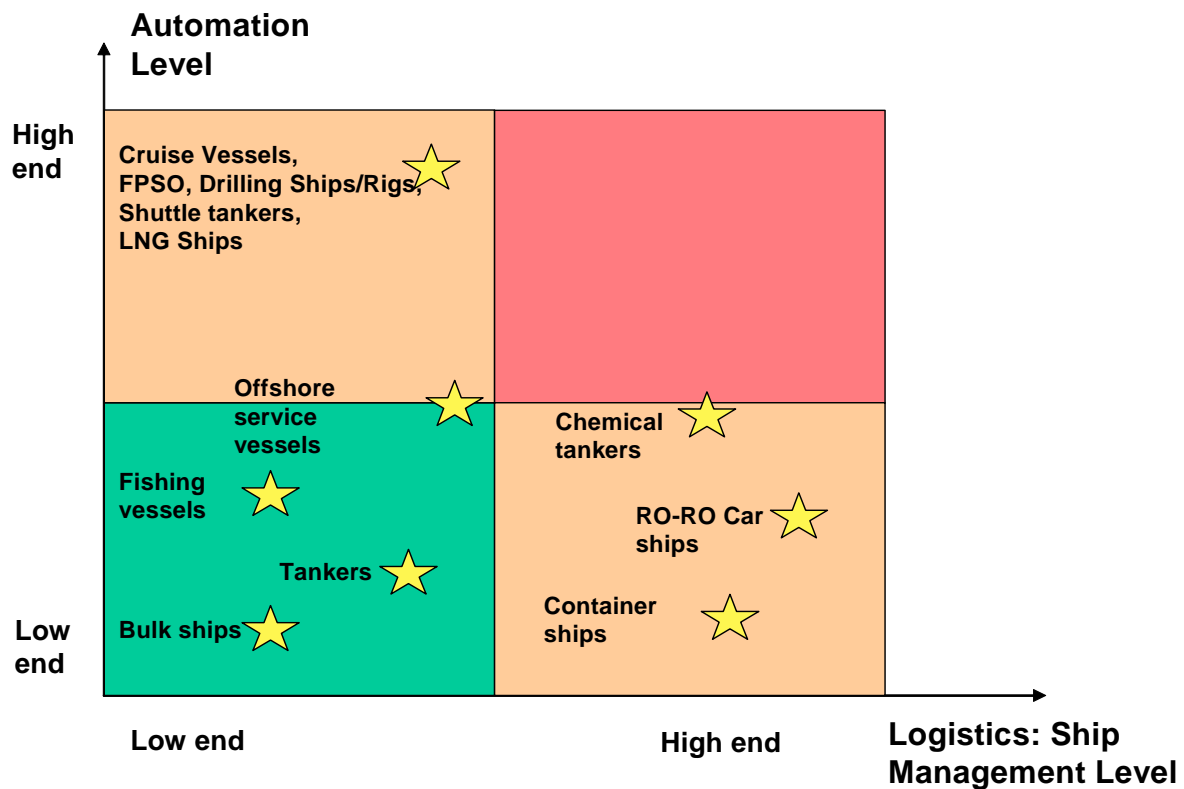 Automation
Level
High
end
Cruise Vessels,
FPSO, Drilling Ships/Rigs,
Shuttle tankers,
LNG Ships
Offshore
service
vessels
Chemical
tankers
Fishing
vessels
RO-RO Car
ships
Tankers
Container
ships
Bulk ships
Low
end
Low end
High end
Logistics: Ship
Management Level